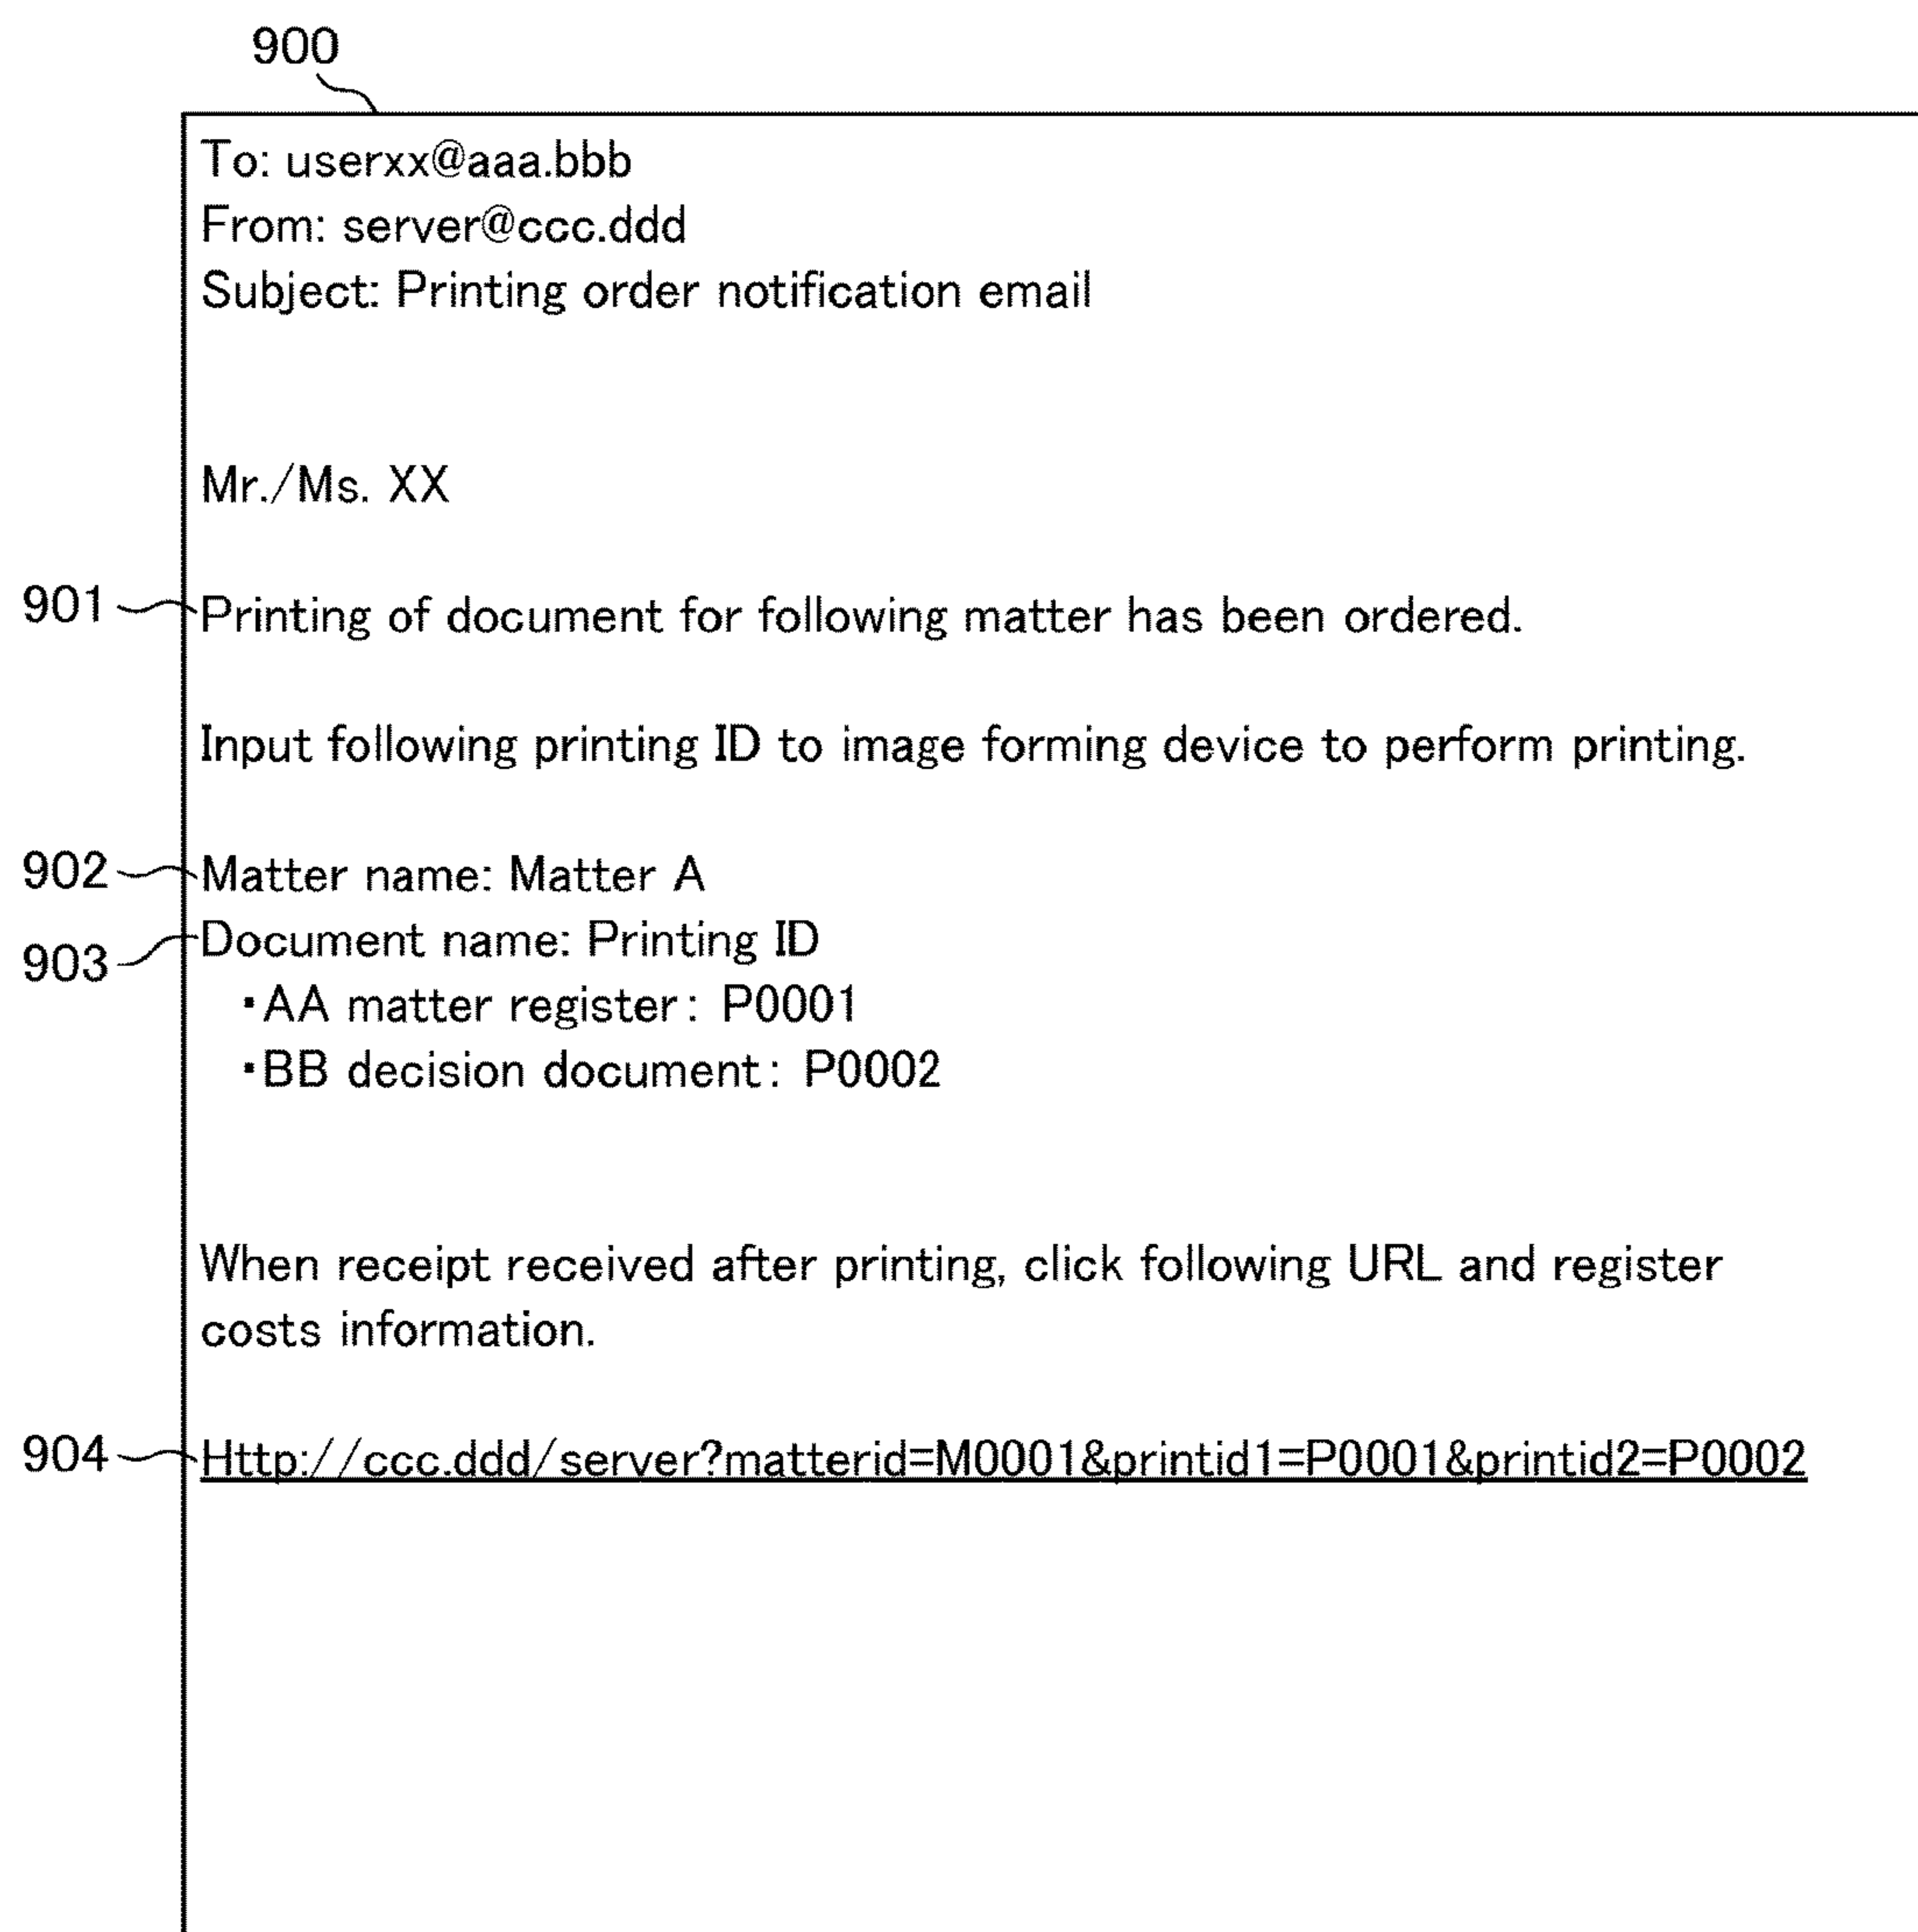 900
To: userxx@aaa.bbb
From: server@ccc.ddd
Subject: Printing order notification email
Mr./Ms. XX
901 Printing of document for following matter has been ordered.
Input following printing ID to image forming device to perform printing.
902 Matter name: Matter A
903 Document name: Printing ID
・AA matter register: P0001
・BB decision document: P0002
When receipt received after printing, click following URL and register
costs information.
904 Http://ccc.ddd/server?matterid=M0001&printid1=P0001&printid2=P0002